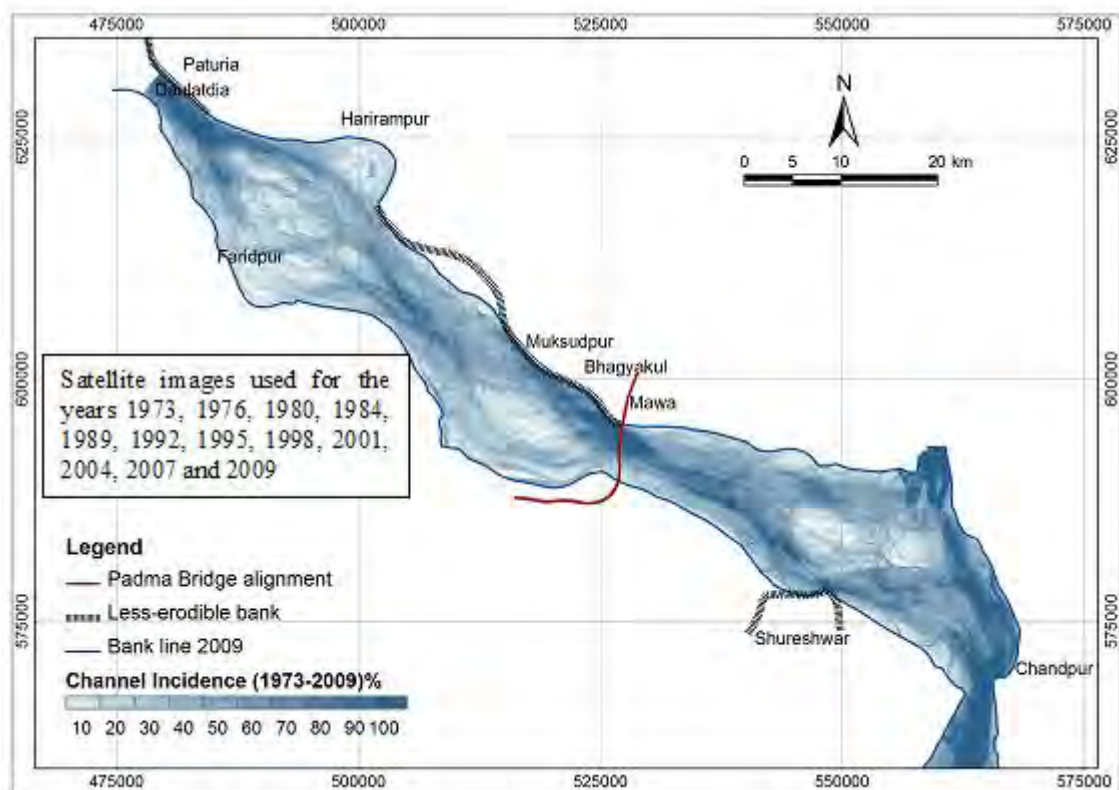 475000 500000 525000 550000 575000
Paturia
Daulatdia
Harirampur
N
625000 625000
0 5 10 20 km
Faridpur
Muksudpur
Bhagyakul
600000 600000
Mawa
Satellite images used for the
years 1973, 1976, 1980, 1984,
1989, 1992, 1995, 1998, 2001,
2004, 2007 and 2009
Legend
Padma Bridge alignment
Less-erodible bank
Bank line 2009
575000 575000
Shureshwar
Chandpur
Channel Incidence (1973-2009)%
10 20 30 40 50 60 70 80 90 100
475000 500000 525000 550000 575000